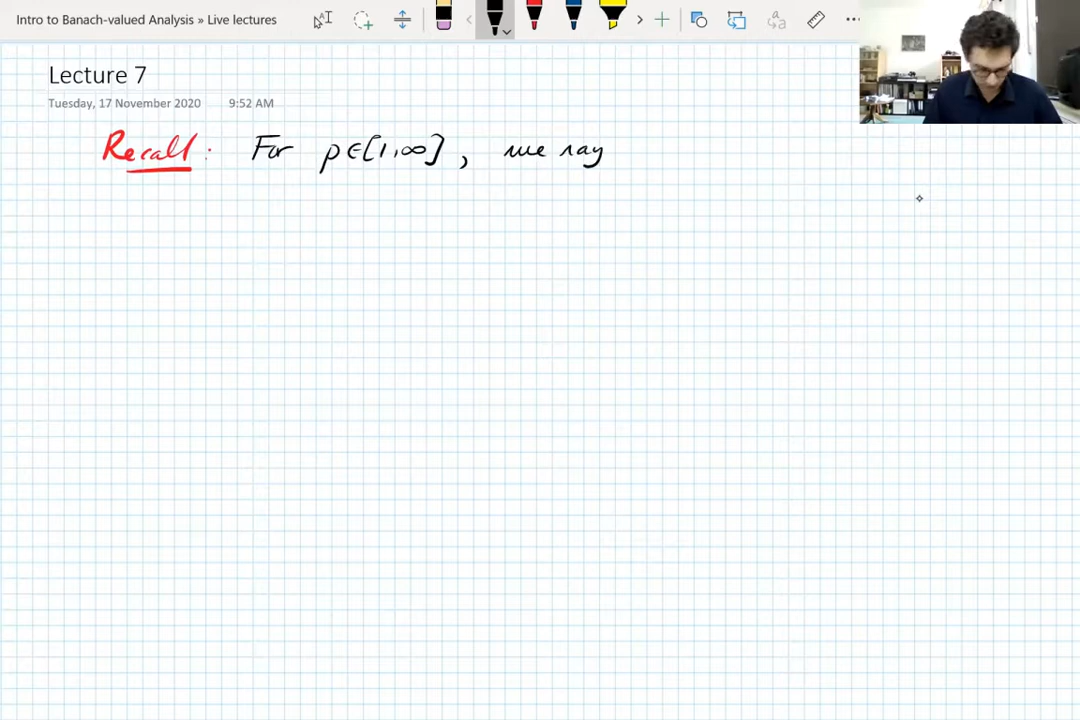 Intro to Banach-valued Analysis » Live lectures
Lecture 7
Tuesday, 17 November 2020 9:52 AM
Recall: For p∈[1,∞], we say